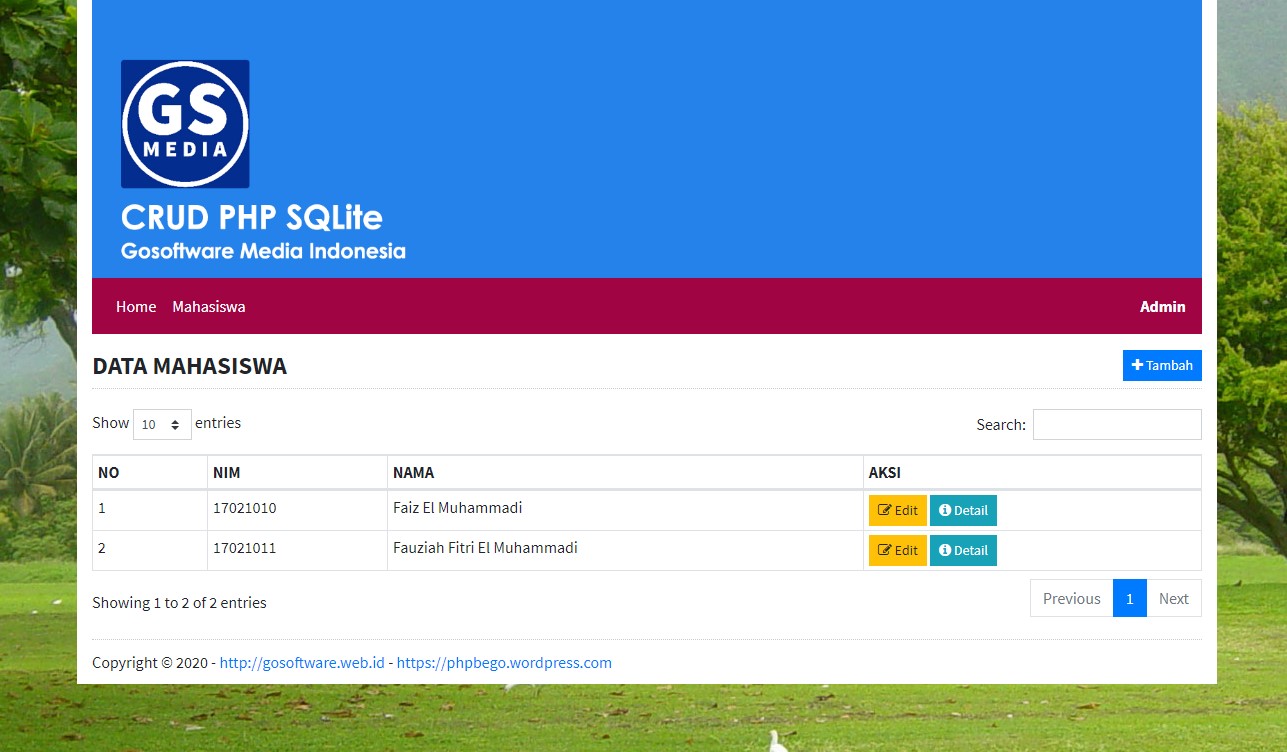 GS
MEDIA
CRUD PHP SQLite
Gosoftware Media Indonesia
Home Mahasiswa Admin
DATA MAHASISWA Tambah
Show 10 entries Search:
NO NIM NAMA AKSI
1 17021010 Faiz El Muhammadi Edit Detail
2 17021011 Fauziah Fitri El Muhammadi Edit Detail
Showing 1 to 2 of 2 entries Previous 1 Next
Copyright © 2020 - http://gosoftware.web.id - https://phpbego.wordpress.com